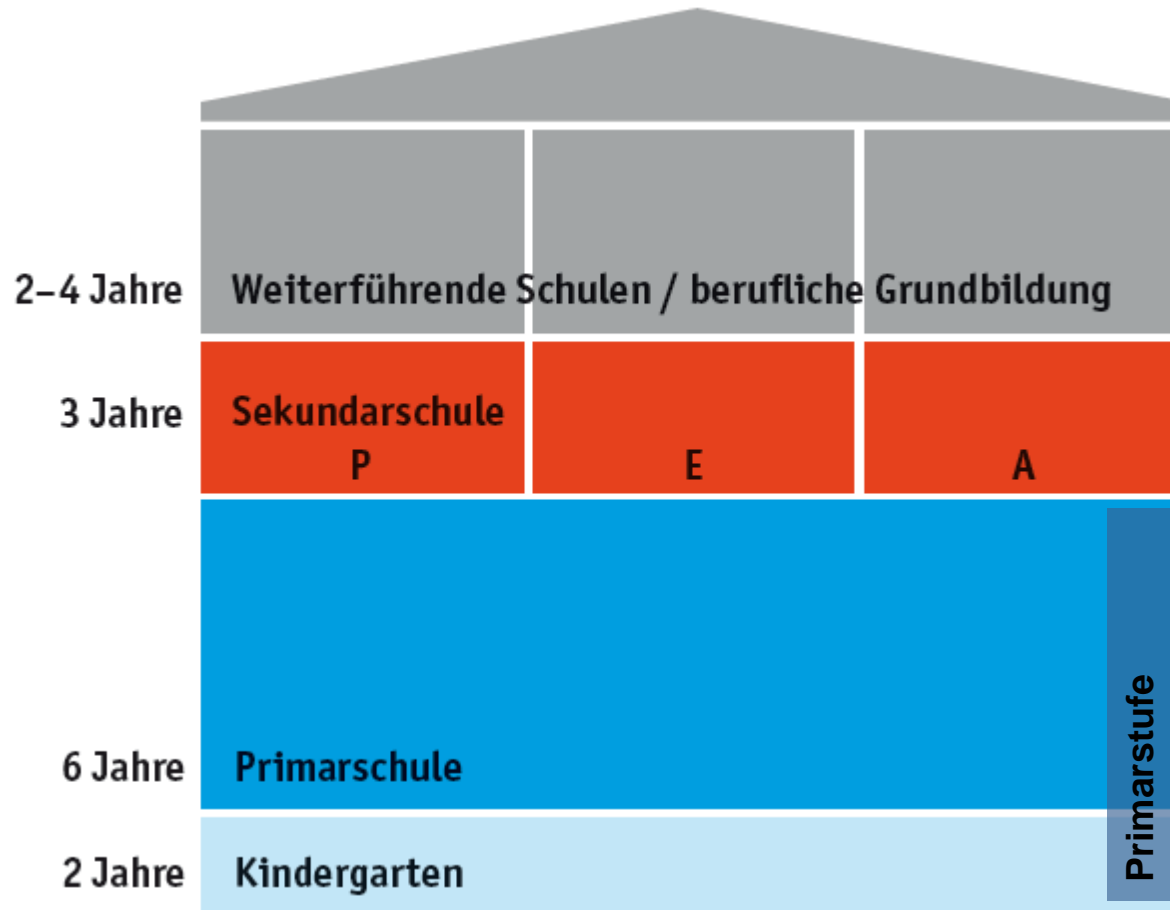 2–4 Jahre Weiterführende Schulen / berufliche Grundbildung
3 Jahre Sekundarschule
P E A
6 Jahre Primarschule
2 Jahre Kindergarten
Primarstufe